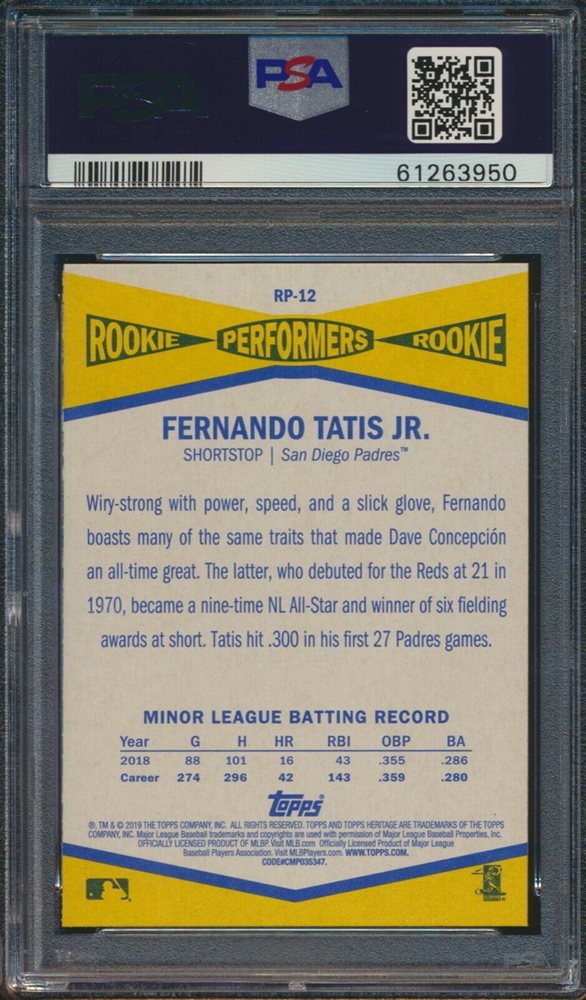 PSA
PSA
61263950
RP-12
ROOKIE PERFORMERS ROOKIE
FERNANDO TATIS JR.
SHORTSTOP | San Diego Padres™
Wiry-strong with power, speed, and a slick glove, Fernando
boasts many of the same traits that made Dave Concepción
an all-time great. The latter, who debuted for the Reds at 21 in
1970, became a nine-time NL All-Star and winner of six fielding
awards at short. Tatis hit .300 in his first 27 Padres games.
MINOR LEAGUE BATTING RECORD
Year G H HR RBI OBP BA
2018 88 101 16 43 .355 .286
Career 274 296 42 143 .359 .280
Topps®
®, TM & © 2019 THE TOPPS COMPANY, INC. ALL RIGHTS RESERVED. TOPPS AND TOPPS HERITAGE ARE TRADEMARKS OF THE TOPPS
COMPANY, INC. Major League Baseball trademarks and copyrights are used with permission of Major League Baseball Properties, Inc.
OFFICIALLY LICENSED PRODUCT OF MLBP. Visit MLB.com Officially Licensed Product of Major League
Baseball Players Association. Visit MLBPlayers.com. WWW.TOPPS.COM.
CODE#CMP035347.
PSA